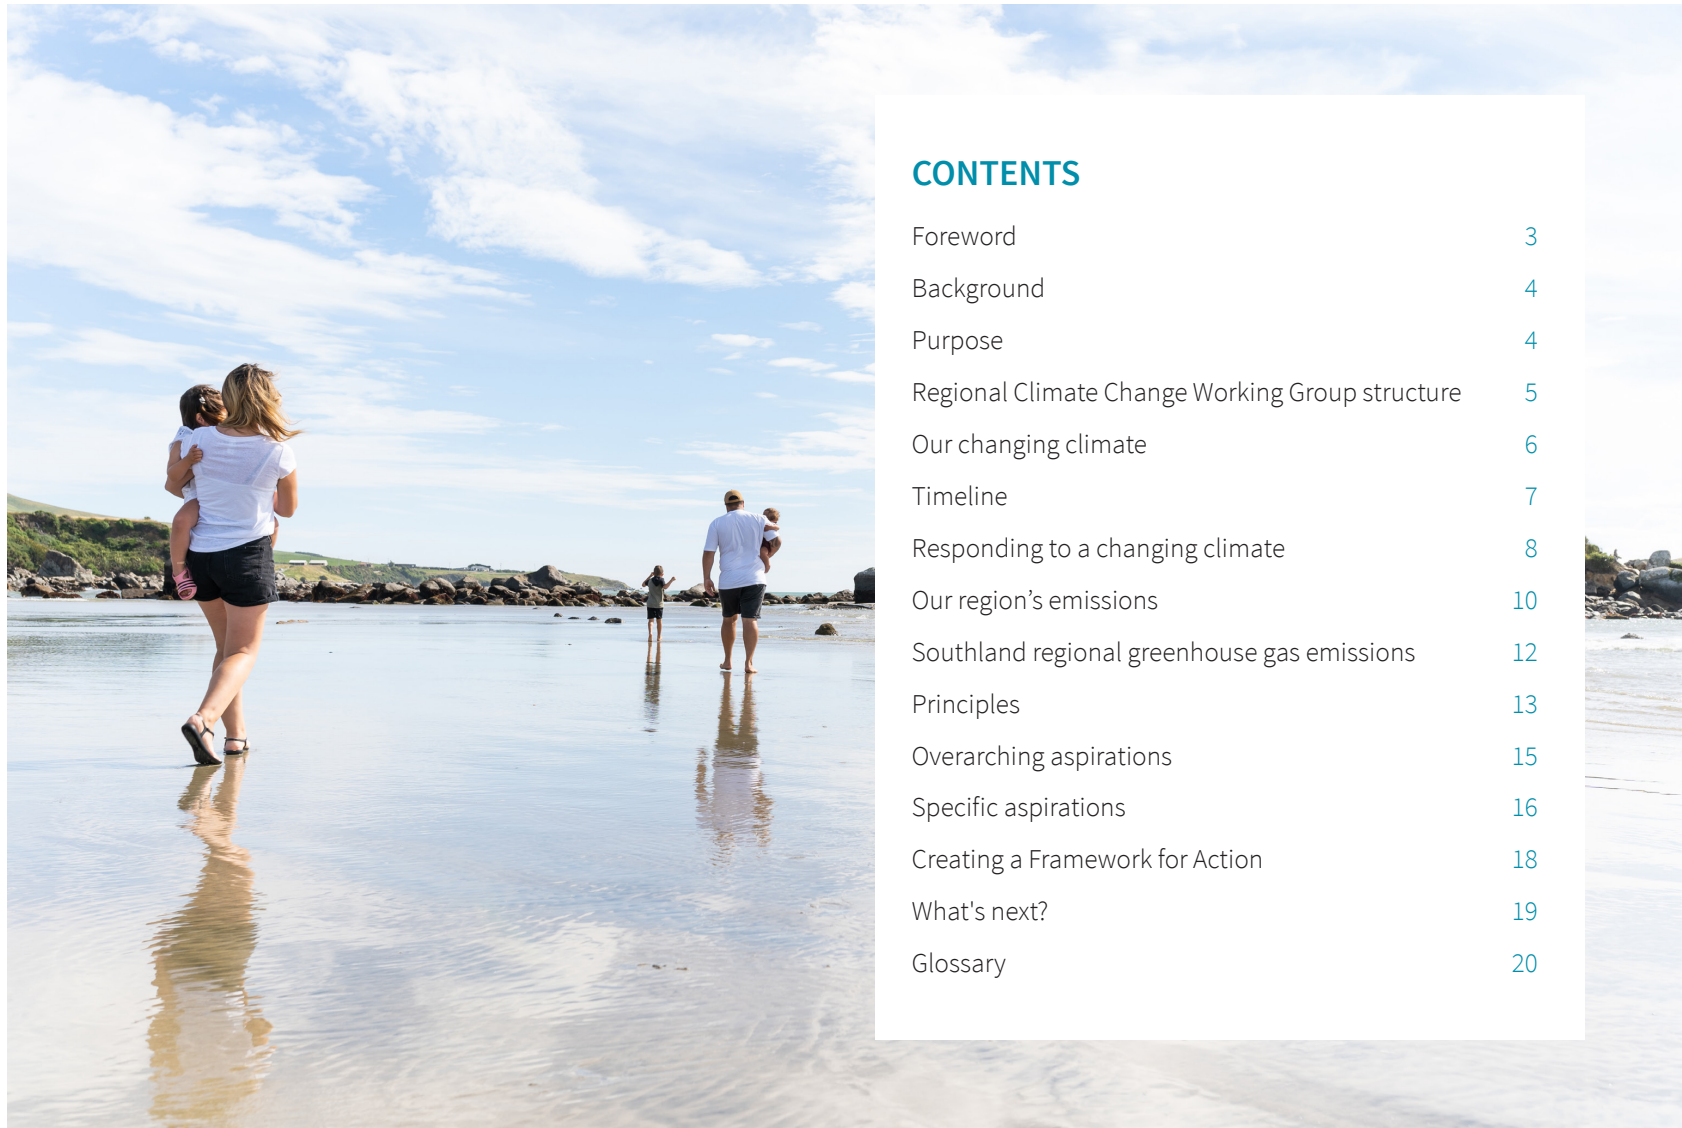 CONTENTS
Foreword 3
Background 4
Purpose 4
Regional Climate Change Working Group structure 5
Our changing climate 6
Timeline 7
Responding to a changing climate 8
Our region’s emissions 10
Southland regional greenhouse gas emissions 12
Principles 13
Overarching aspirations 15
Specific aspirations 16
Creating a Framework for Action 18
What's next? 19
Glossary 20